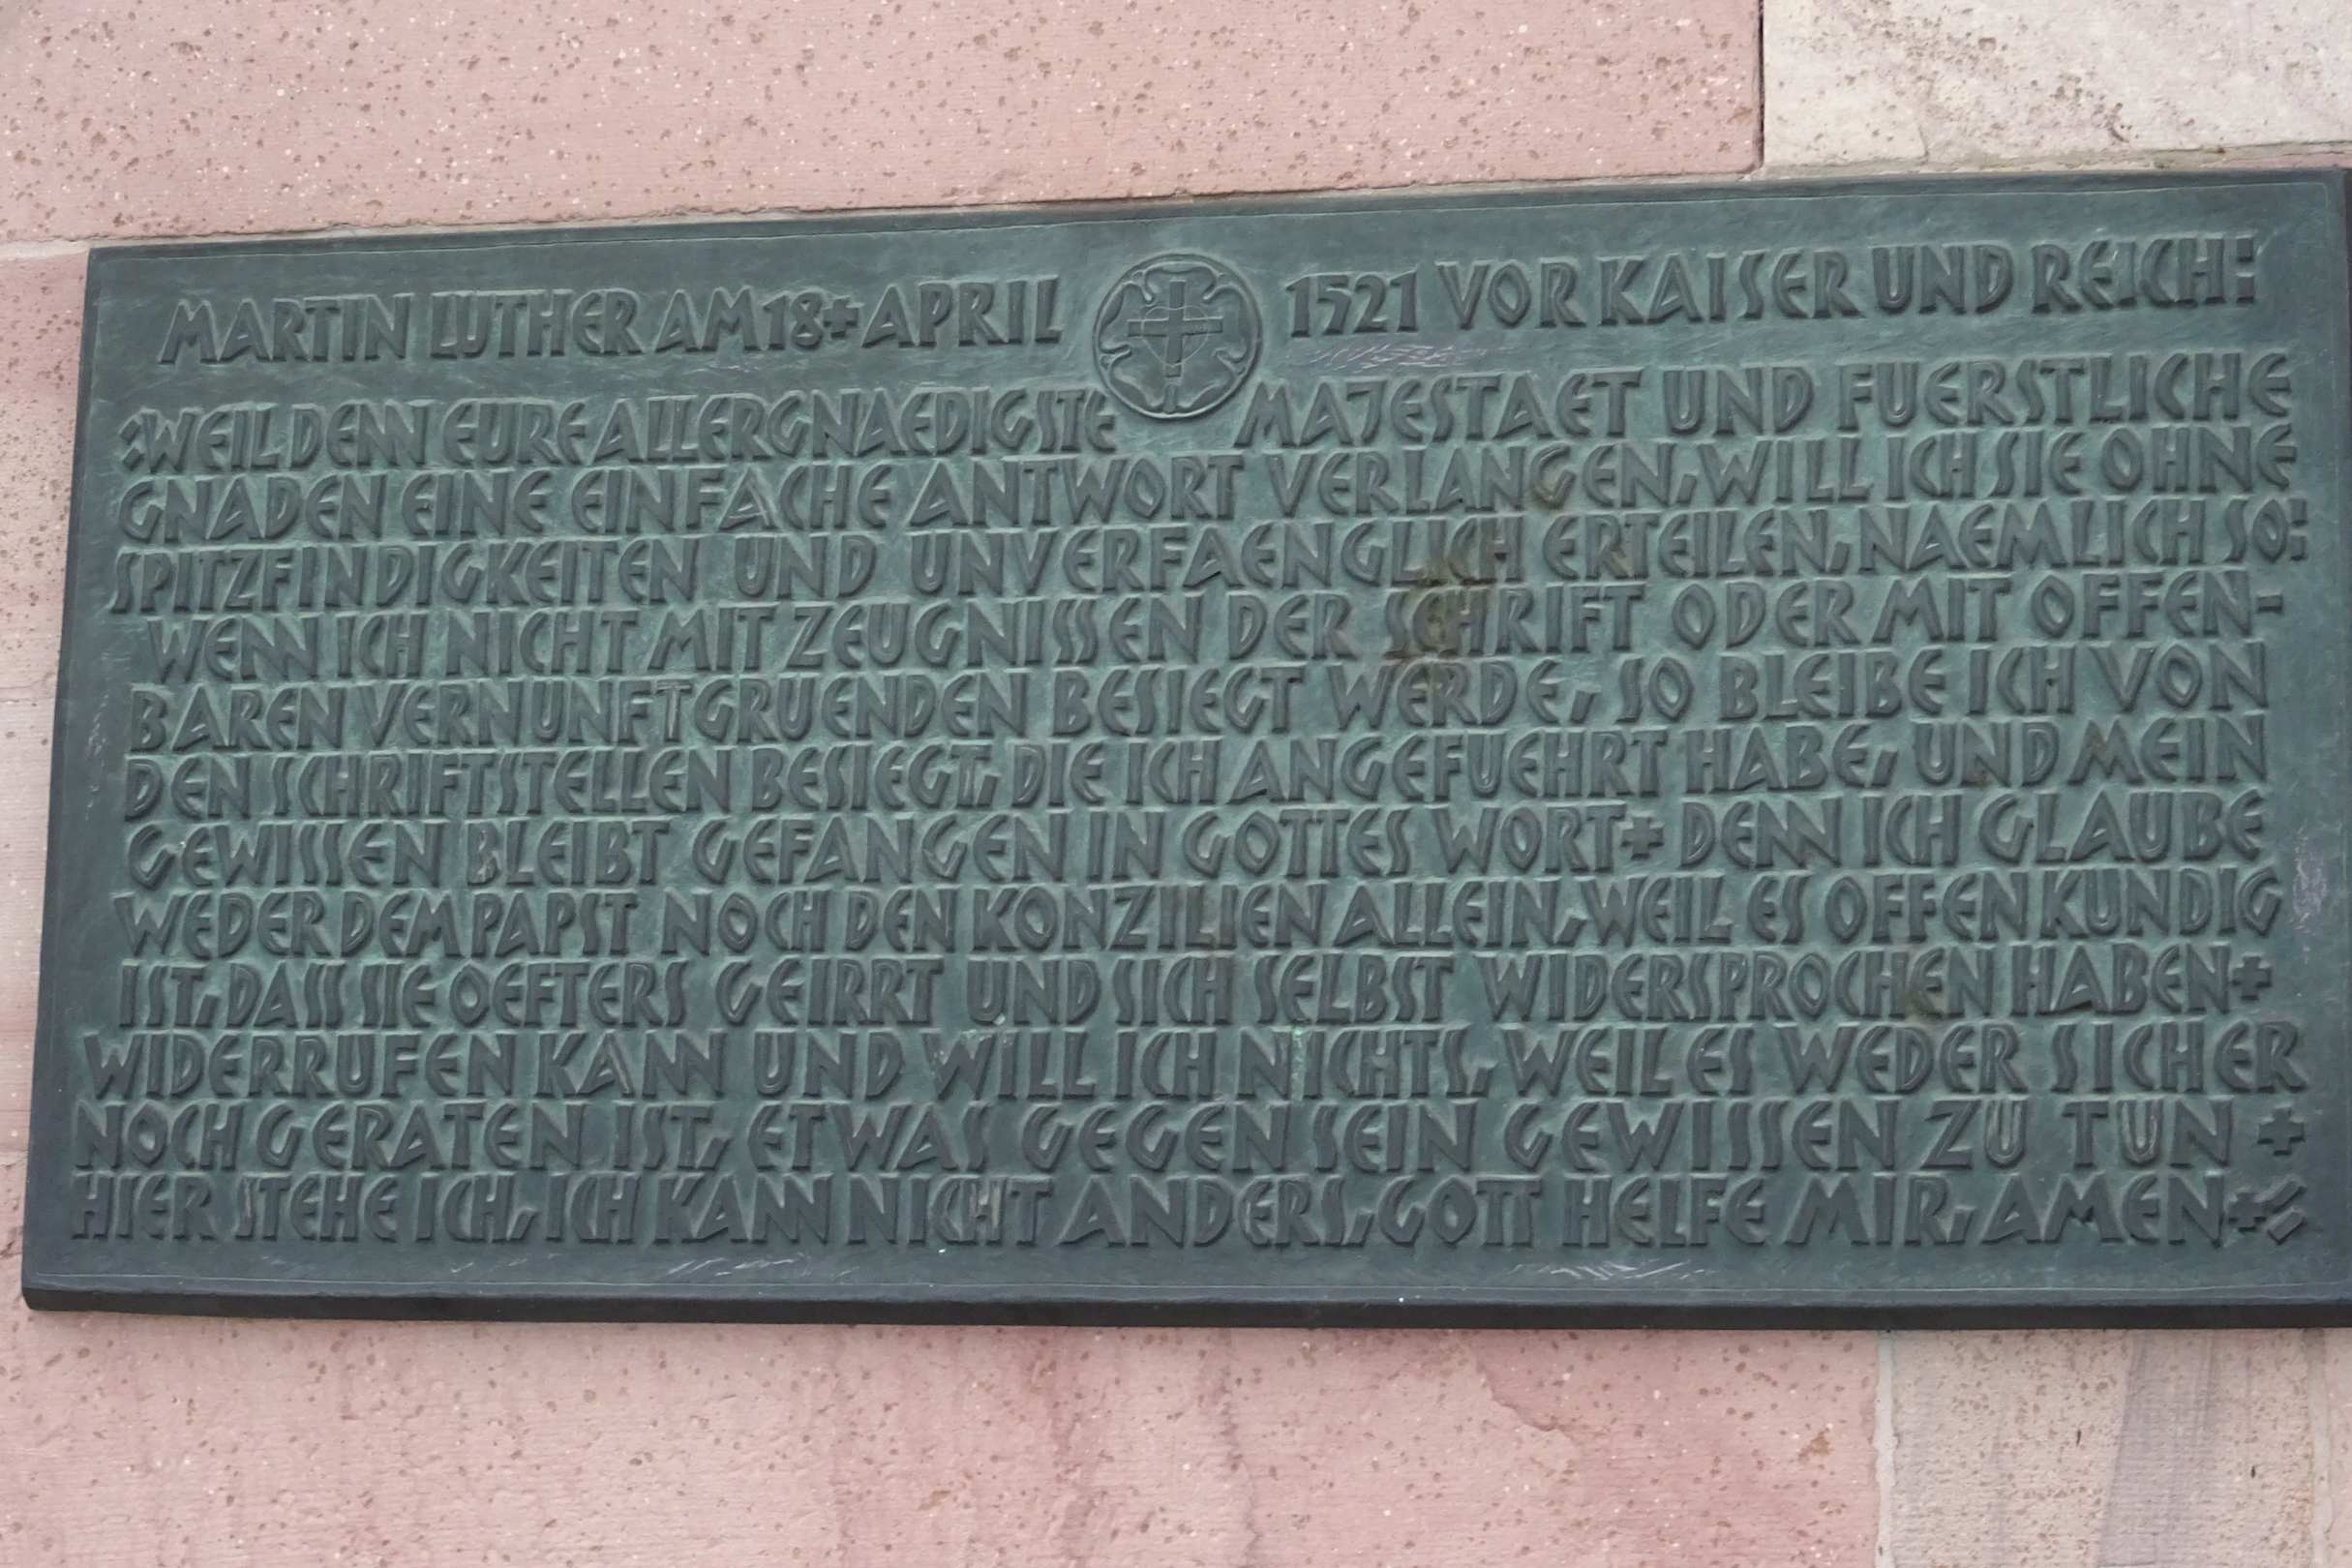 MARTIN LUTHER AM 18+ APRIL 1521 VOR KAISER UND REICH:
:WEIL DENN EURE ALLERGNAEDIGSTE MAJESTAET UND FUERSTLICHE
GNADEN EINE EINFACHE ANTWORT VERLANGEN, WILL ICH SIE OHNE
SPITZFINDIGKEITEN UND UNVERFAENGLICH ERTEILEN, NAEMLICH SO:
WENN ICH NICHT MIT ZEUGNISSEN DER SCHRIFT ODER MIT OFFEN-
BAREN VERNUNFTGRUENDEN BESIEGT WERDE, SO BLEIBE ICH VON
DEN SCHRIFTSTELLEN BESIEGT, DIE ICH ANGEFUEHRT HABE, UND MEIN
GEWISSEN BLEIBT GEFANGEN IN GOTTES WORT+ DENN ICH GLAUBE
WEDER DEM PAPST NOCH DEN KONZILIEN ALLEIN, WEIL ES OFFENKUNDIG
IST, DASS SIE OEFTERS GEIRRT UND SICH SELBST WIDERSPROCHEN HABEN+
WIDERRUFEN KANN UND WILL ICH NICHTS, WEIL ES WEDER SICHER
NOCH GERATEN IST, ETWAS GEGEN SEIN GEWISSEN ZU TUN +
HIER STEHE ICH, ICH KANN NICHT ANDERS, GOTT HELFE MIR, AMEN+